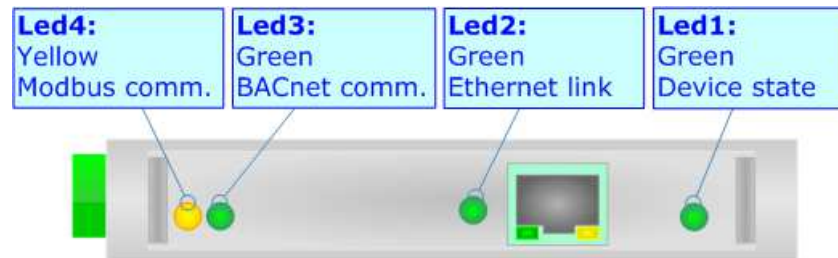 Led4:
Yellow
Modbus comm.
Led3:
Green
BACnet comm.
Led2:
Green
Ethernet link
Led1:
Green
Device state